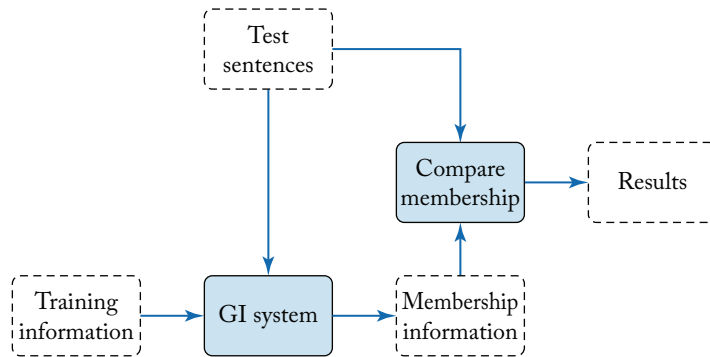 Test
sentences
Compare
membership
Results
Training
information
GI system
Membership
information